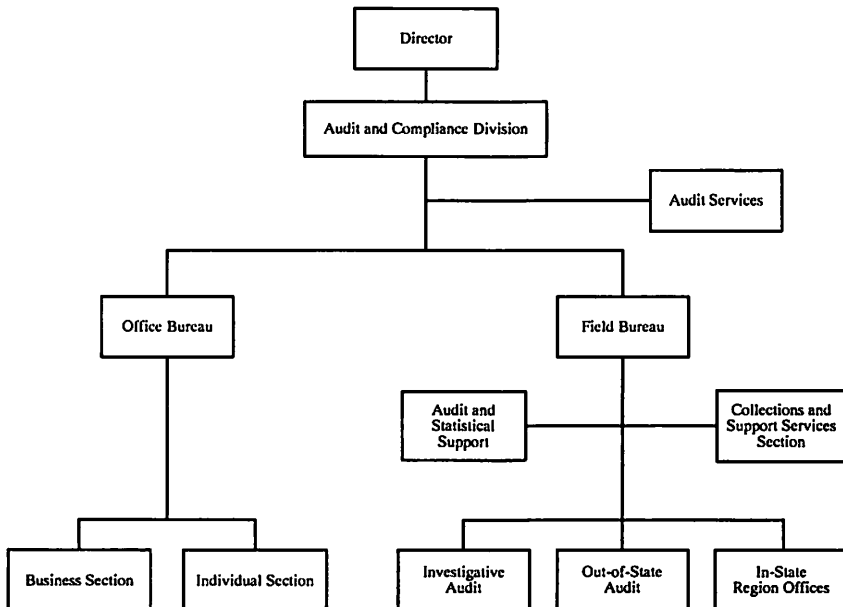 Director
Audit and Compliance Division
Audit Services
Office Bureau
Field Bureau
Audit and
Statistical
Support
Collections and
Support Services
Section
Business Section
Individual Section
Investigative
Audit
Out-of-State
Audit
In-State
Region Offices